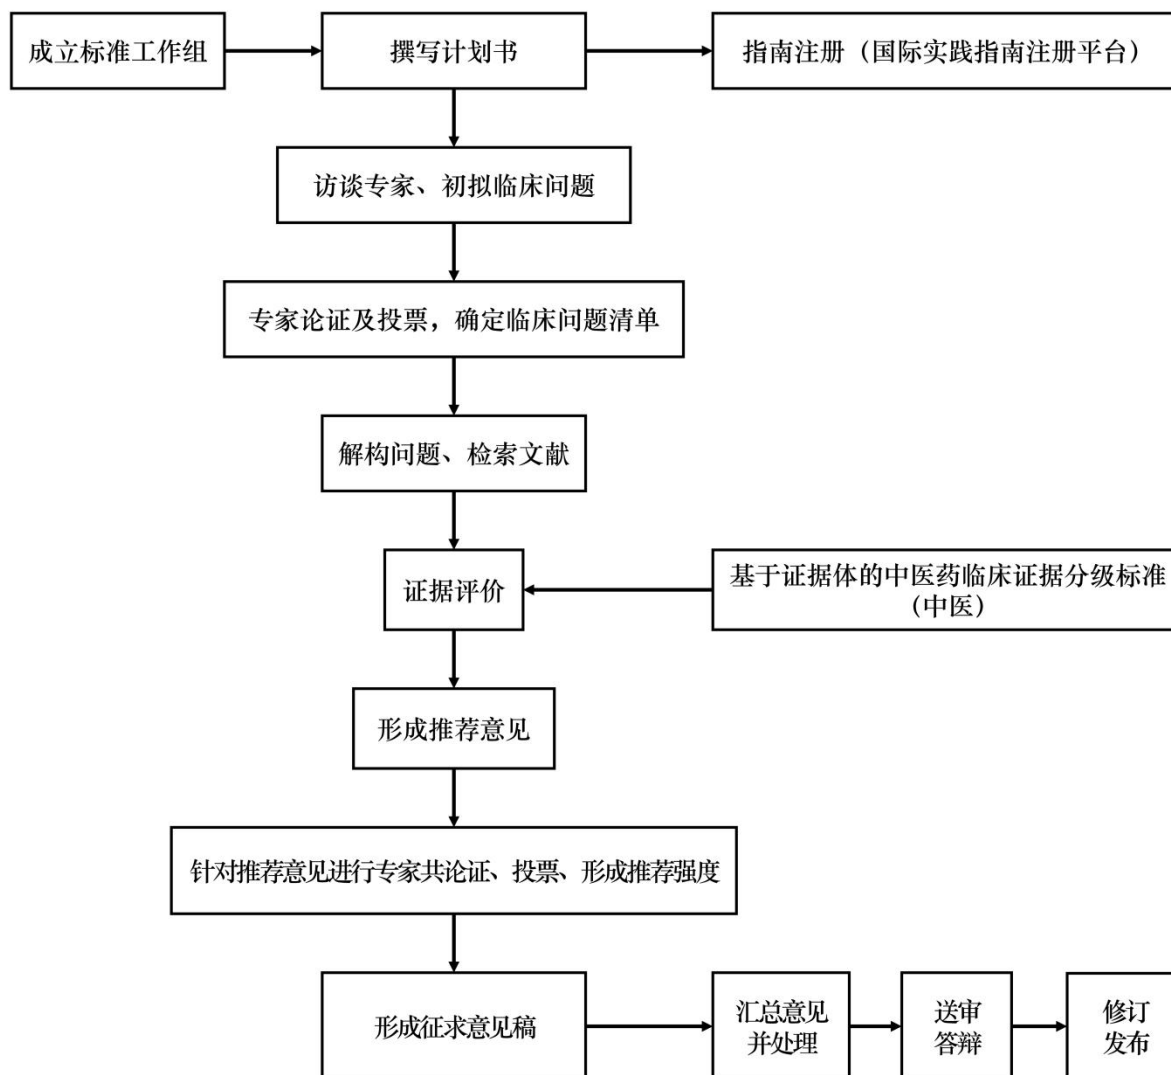 成立标准工作组
撰写计划书
指南注册（国际实践指南注册平台）
访谈专家、初拟临床问题
专家论证及投票，确定临床问题清单
解构问题、检索文献
证据评价
基于证据体的中医药临床证据分级标准
（中医）
形成推荐意见
针对推荐意见进行专家共论证、投票、形成推荐强度
形成征求意见稿
汇总意见
并处理
送审
答辩
修订
发布